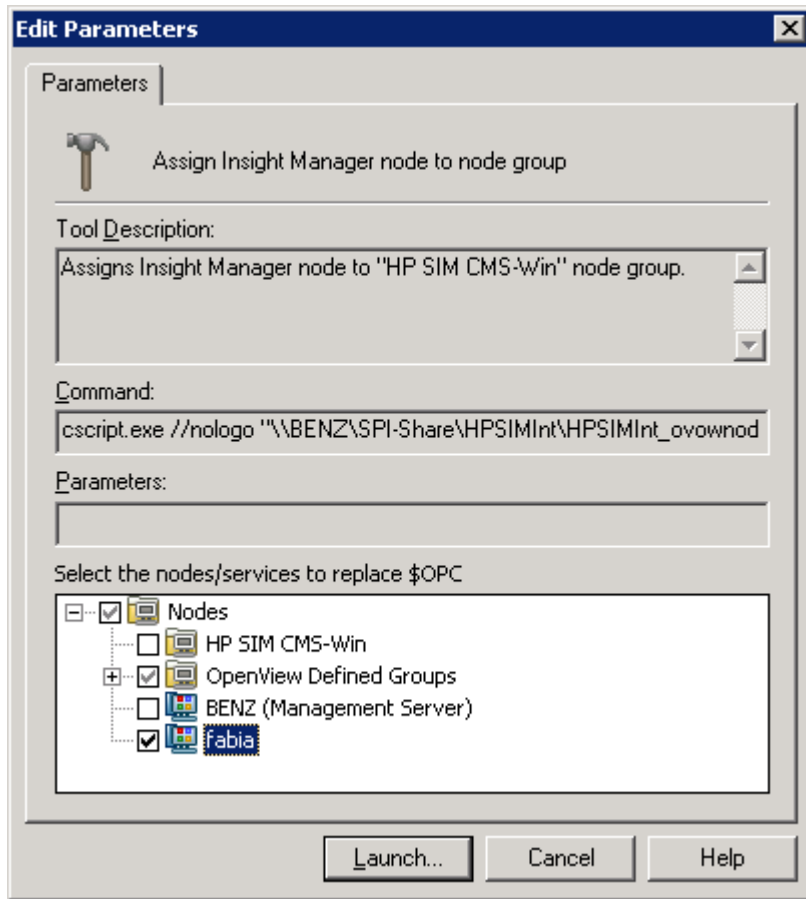 Edit Parameters
Parameters
Assign Insight Manager node to node group
Tool Description:
Assigns Insight Manager node to "HP SIM CMS-Win" node group.
Command:
cscript.exe //nologo "\\BENZ\SPI-Share\HPSIMInt\HPSIMInt_ovownod
Parameters:
Select the nodes/services to replace $OPC
Nodes
HP SIM CMS-Win
OpenView Defined Groups
BENZ (Management Server)
fabia
Launch... Cancel Help